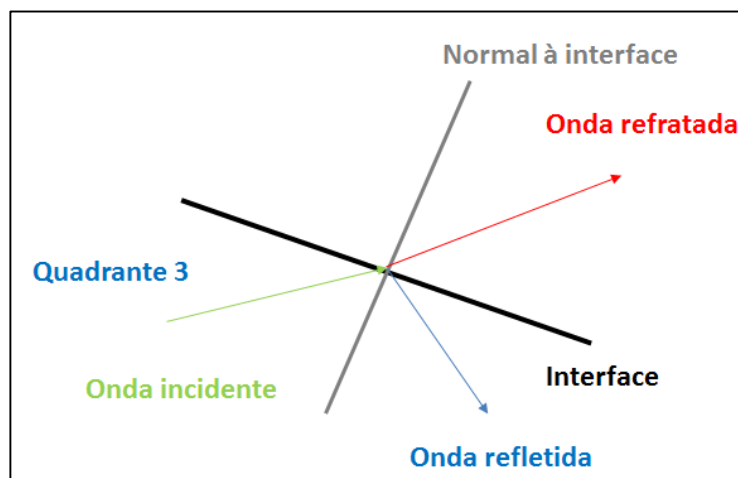 Normal à interface
Onda refratada
Quadrante 3
Interface
Onda incidente
Onda refletida